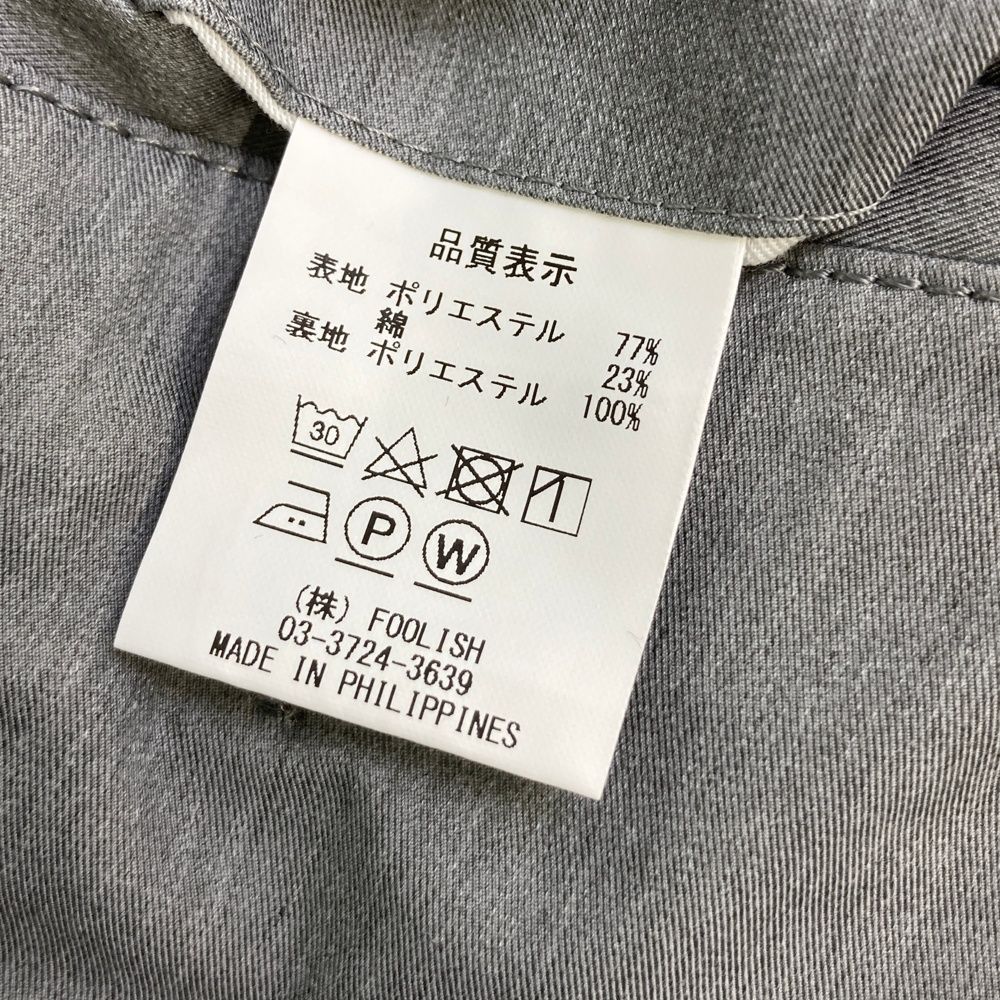 品質表示
表地 ポリエステル 77%
綿 23%
裏地 ポリエステル 100%
30
P W
(株) FOOLISH
03-3724-3639
MADE IN PHILIPPINES